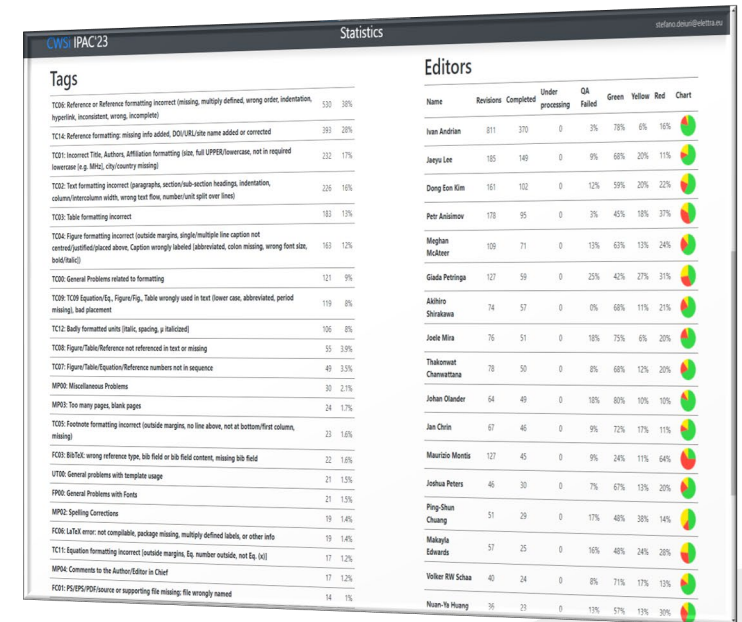 CWSr IPAC'23
Statistics
stefano.deiuri@elettra.eu
Tags
TC06: Reference or Reference formatting incorrect (missing, multiply defined, wrong order, indentation, 530 38%
hyperlink, inconsistent, wrong, incomplete)
TC14: Reference formatting: missing info added, DOI/URL/site name added or corrected 393 28%
TC01: Incorrect Title, Authors, Affiliation formatting (size, full UPPER/lowercase, not in required 232 17%
lowercase [e.g. MHz], city/country missing)
TC02: Text formatting incorrect (paragraphs, section/sub-section headings, indentation, 226 16%
column/intercolumn width, wrong text flow, number/unit split over lines)
TC03: Table formatting incorrect 183 13%
TC04: Figure formatting incorrect (outside margins, single/multiple line caption not
centred/justified/placed above, Caption wrongly labeled [abbreviated, colon missing, wrong font size, 163 12%
bold/italic])
TC00: General Problems related to formatting 121 9%
TC09: TC09 Equation/Eq., Figure/Fig., Table wrongly used in text (lower case, abbreviated, period 119 8%
missing), bad placement
TC12: Badly formatted units [italic, spacing, μ italicized] 106 8%
TC08: Figure/Table/Reference not referenced in text or missing 55 3.9%
TC07: Figure/Table/Equation/Reference numbers not in sequence 49 3.5%
MP00: Miscellaneous Problems 30 2.1%
MP03: Too many pages, blank pages 24 1.7%
TC05: Footnote formatting incorrect (outside margins, no line above, not at bottom/first column, 23 1.6%
missing)
FC03: BibTeX: wrong reference type, bib field or bib field content, missing bib field 22 1.6%
UT00: General problems with template usage 21 1.5%
FP00: General Problems with Fonts 21 1.5%
MP02: Spelling Corrections 19 1.4%
FC06: LaTeX error: not compilable, package missing, multiply defined labels, or other info 19 1.4%
TC11: Equation formatting incorrect [outside margins, Eq. number outside, not Eq. (x)] 17 1.2%
MP04: Comments to the Author/Editor in Chief 17 1.2%
FC01: PS/EPS/PDF/source or supporting file missing; file wrongly named 14 1%
Editors
Name Revisions Completed Under processing QA Failed Green Yellow Red Chart
Ivan Andrian 811 370 0 3% 78% 6% 16%
Jaeyu Lee 185 149 0 9% 68% 20% 11%
Dong Eon Kim 161 102 0 12% 59% 20% 22%
Petr Anisimov 178 95 0 3% 45% 18% 37%
Meghan McAteer 109 71 0 13% 63% 13% 24%
Giada Petringa 127 59 0 25% 42% 27% 31%
Akihiro Shirakawa 74 57 0 0% 68% 11% 21%
Joele Mira 76 51 0 18% 75% 6% 20%
Thakonwat Chanwattana 78 50 0 8% 68% 12% 20%
Johan Olander 64 49 0 18% 80% 10% 10%
Jan Chrin 67 46 0 9% 72% 17% 11%
Maurizio Montis 127 45 0 9% 24% 11% 64%
Joshua Peters 46 30 0 7% 67% 13% 20%
Ping-Shun Chuang 51 29 0 17% 48% 38% 14%
Makayla Edwards 57 25 0 16% 48% 24% 28%
Volker RW Schaa 40 24 0 8% 71% 17% 13%
Nuan-Ya Huang 36 23 0 13% 57% 13% 30%